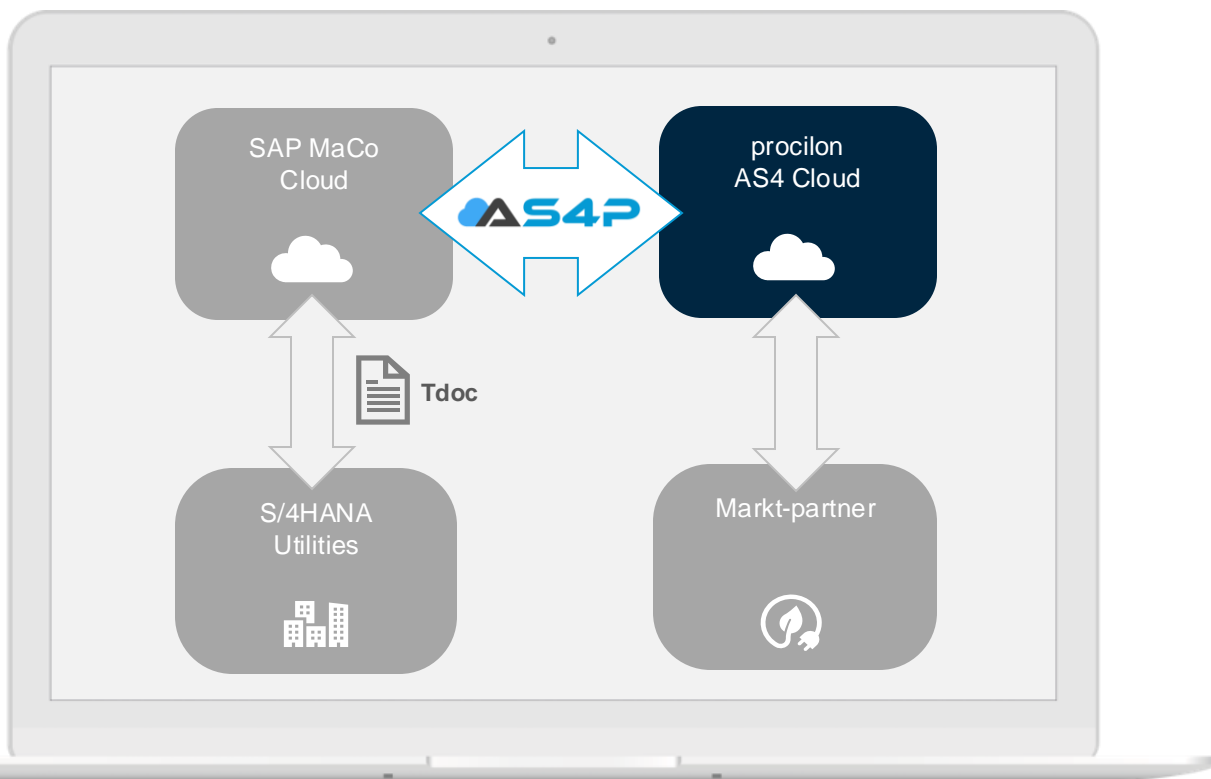 SAP MaCo
Cloud
procilon
AS4 Cloud
AS4P
Tdoc
S/4HANA
Utilities
Markt-partner